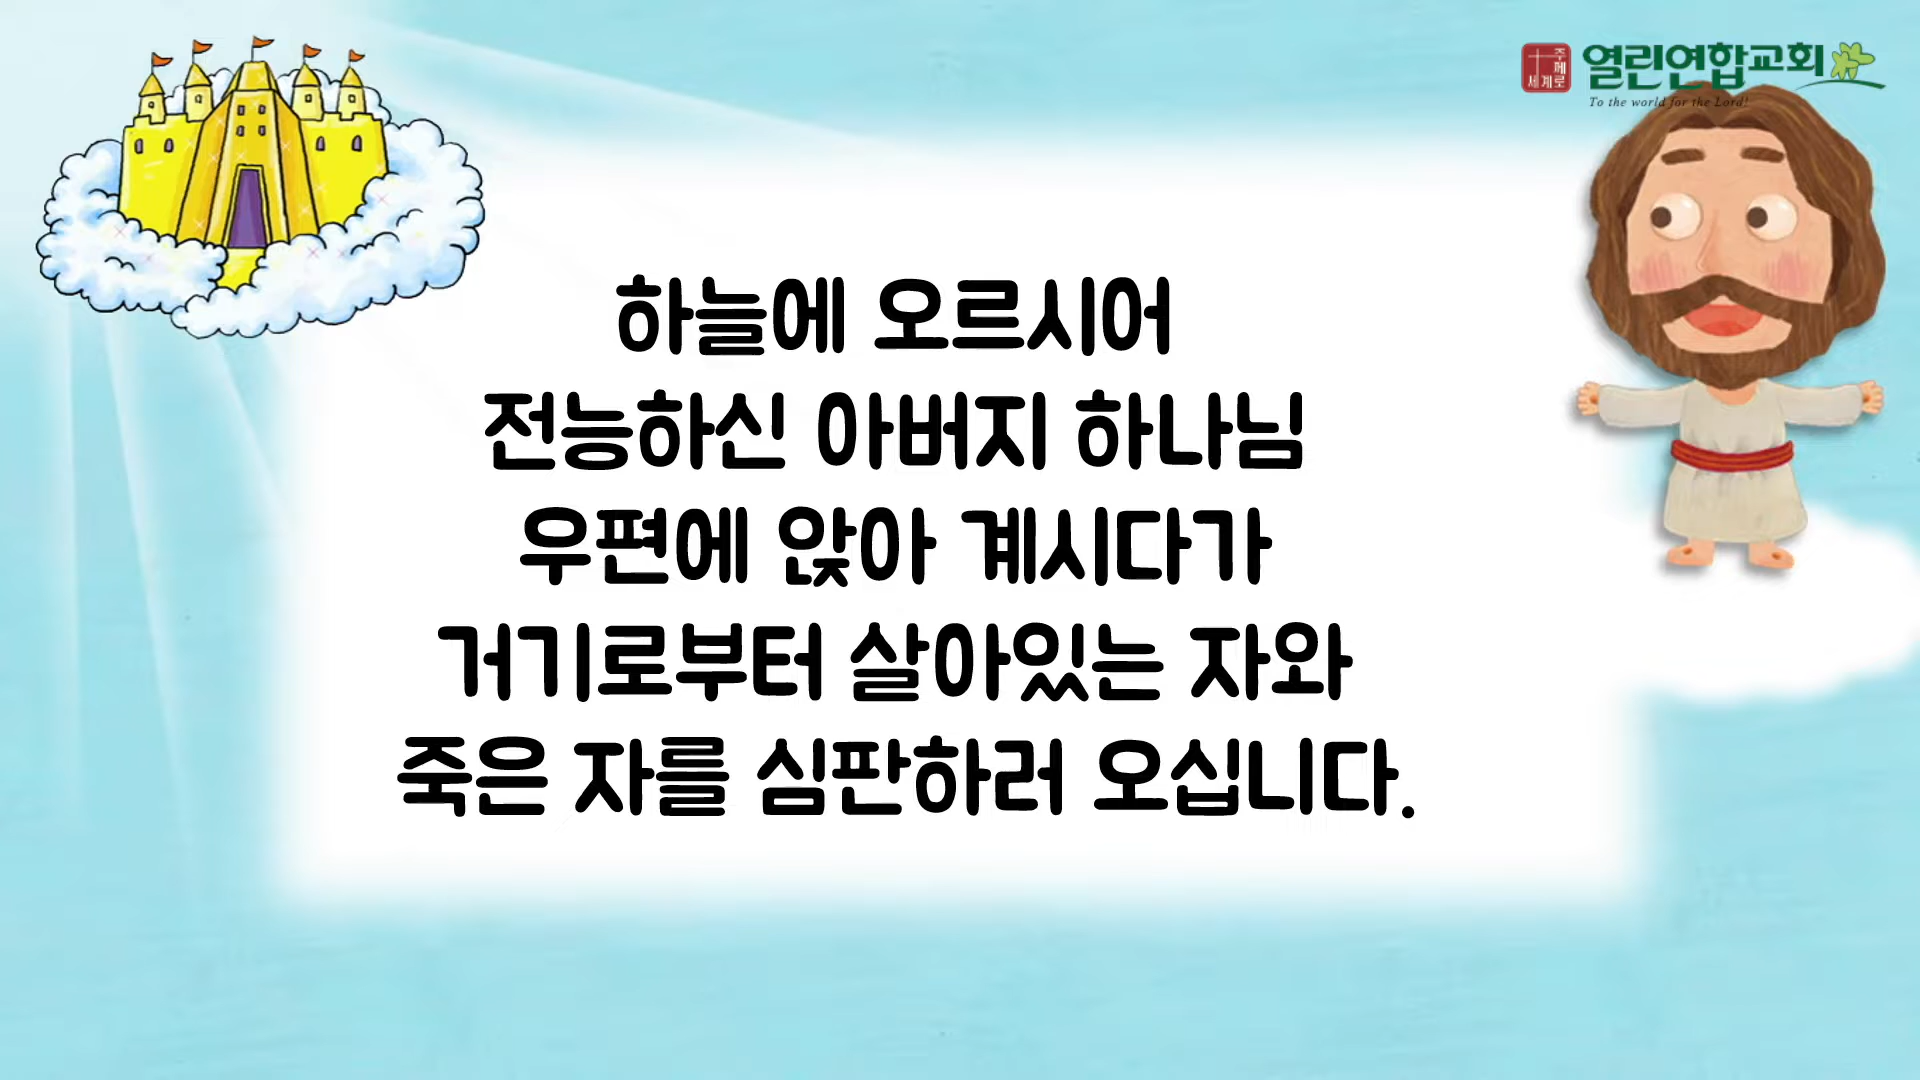 주께로
세계로
열린연합교회
To the world for the Lord!
하늘에 오르시어
전능하신 아버지 하나님
우편에 앉아 계시다가
거기로부터 살아있는 자와
죽은 자를 심판하러 오십니다.